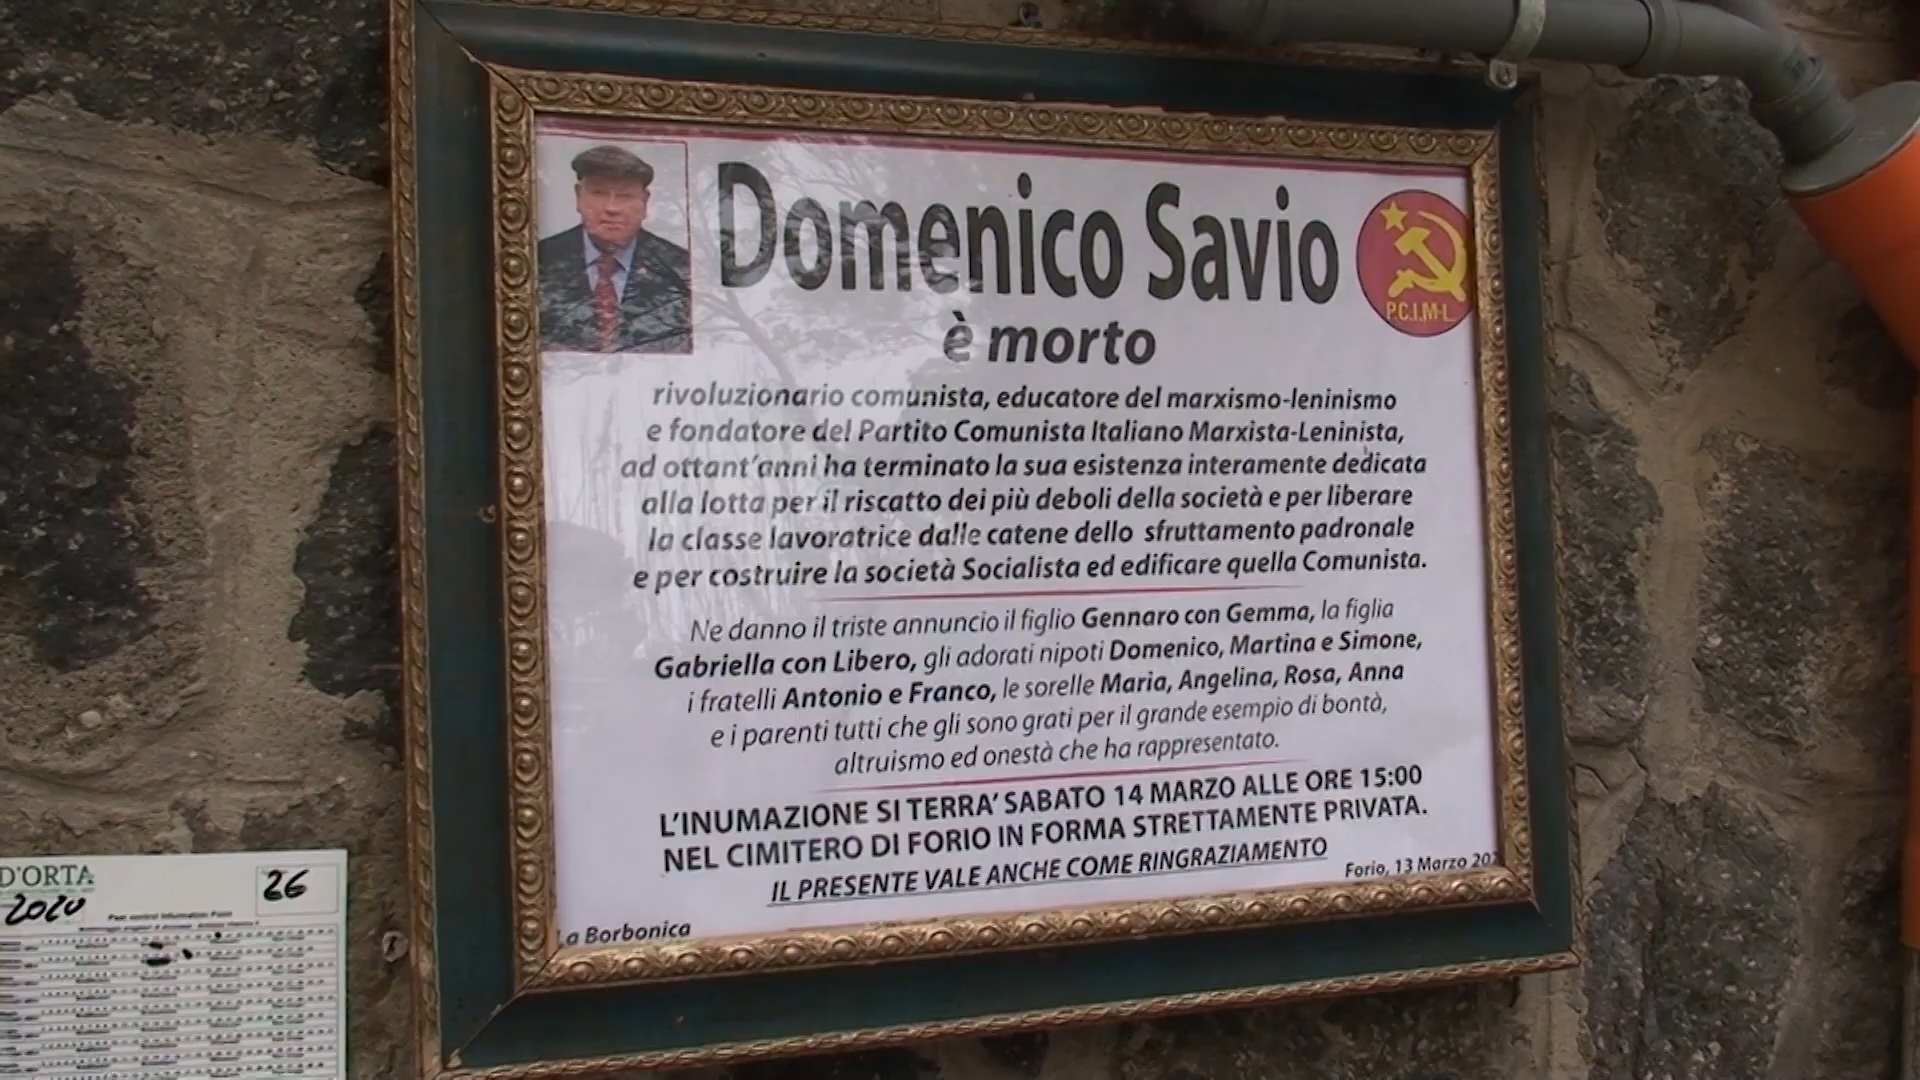 Domenico Savio
P.C.I.M-L.
è morto
rivoluzionario comunista, educatore del marxismo-leninismo
e fondatore del Partito Comunista Italiano Marxista-Leninista,
ad ottant'anni ha terminato la sua esistenza interamente dedicata
alla lotta per il riscatto dei più deboli della società e per liberare
la classe lavoratrice dalle catene dello sfruttamento padronale
e per costruire la società Socialista ed edificare quella Comunista.
Ne danno il triste annuncio il figlio Gennaro con Gemma, la figlia
Gabriella con Libero, gli adorati nipoti Domenico, Martina e Simone,
i fratelli Antonio e Franco, le sorelle Maria, Angelina, Rosa, Anna
e i parenti tutti che gli sono grati per il grande esempio di bontà,
altruismo ed onestà che ha rappresentato.
L'INUMAZIONE SI TERRA' SABATO 14 MARZO ALLE ORE 15:00
NEL CIMITERO DI FORIO IN FORMA STRETTAMENTE PRIVATA.
IL PRESENTE VALE ANCHE COME RINGRAZIAMENTO
Forio, 13 Marzo 202
La Borbonica
D'ORTA
26
2020